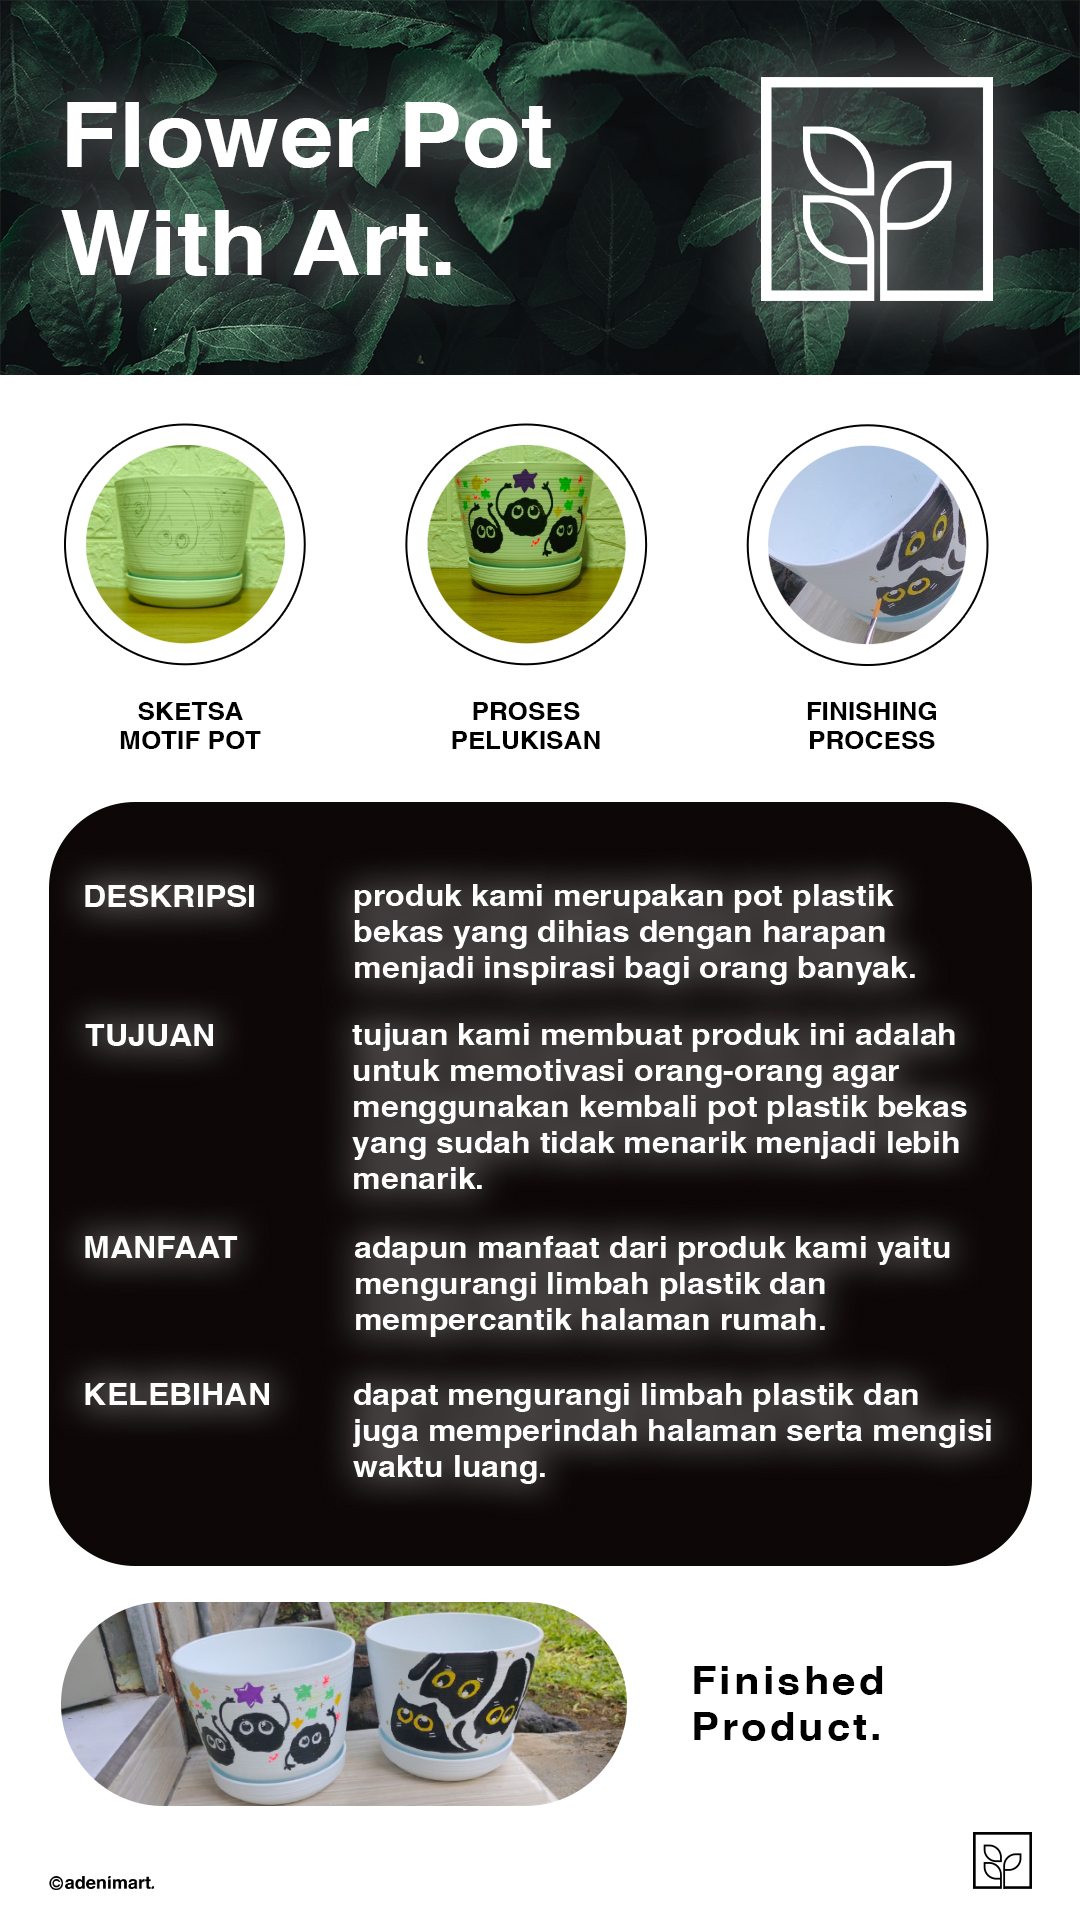 Flower Pot
With Art.
SKETSA
MOTIF POT
PROSES
PELUKISAN
FINISHING
PROCESS
DESKRIPSI
produk kami merupakan pot plastik
bekas yang dihias dengan harapan
menjadi inspirasi bagi orang banyak.
TUJUAN
tujuan kami membuat produk ini adalah
untuk memotivasi orang-orang agar
menggunakan kembali pot plastik bekas
yang sudah tidak menarik menjadi lebih
menarik.
MANFAAT
adapun manfaat dari produk kami yaitu
mengurangi limbah plastik dan
mempercantik halaman rumah.
KELEBIHAN
dapat mengurangi limbah plastik dan
juga memperindah halaman serta mengisi
waktu luang.
Finished
Product.
©adenímart.